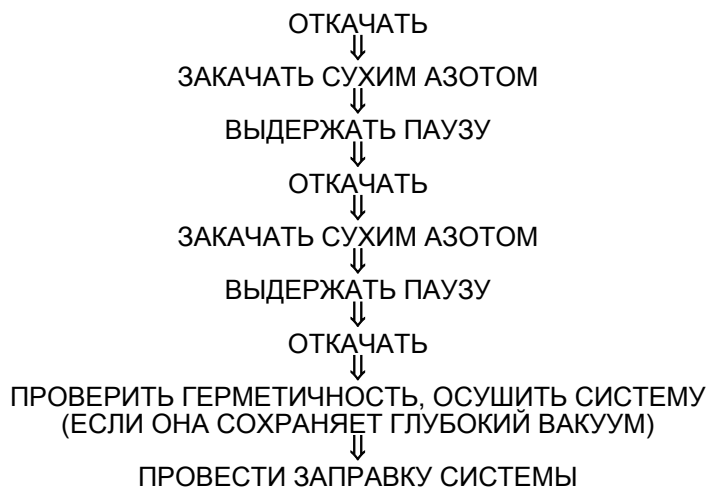 ОТКАЧАТЬ
⇓
ЗАКАЧАТЬ СУХИМ АЗОТОМ
⇓
ВЫДЕРЖАТЬ ПАУЗУ
⇓
ОТКАЧАТЬ
⇓
ЗАКАЧАТЬ СУХИМ АЗОТОМ
⇓
ВЫДЕРЖАТЬ ПАУЗУ
⇓
ОТКАЧАТЬ
⇓
ПРОВЕРИТЬ ГЕРМЕТИЧНОСТЬ, ОСУШИТЬ СИСТЕМУ
(ЕСЛИ ОНА СОХРАНЯЕТ ГЛУБОКИЙ ВАКУУМ)
⇓
ПРОВЕСТИ ЗАПРАВКУ СИСТЕМЫ